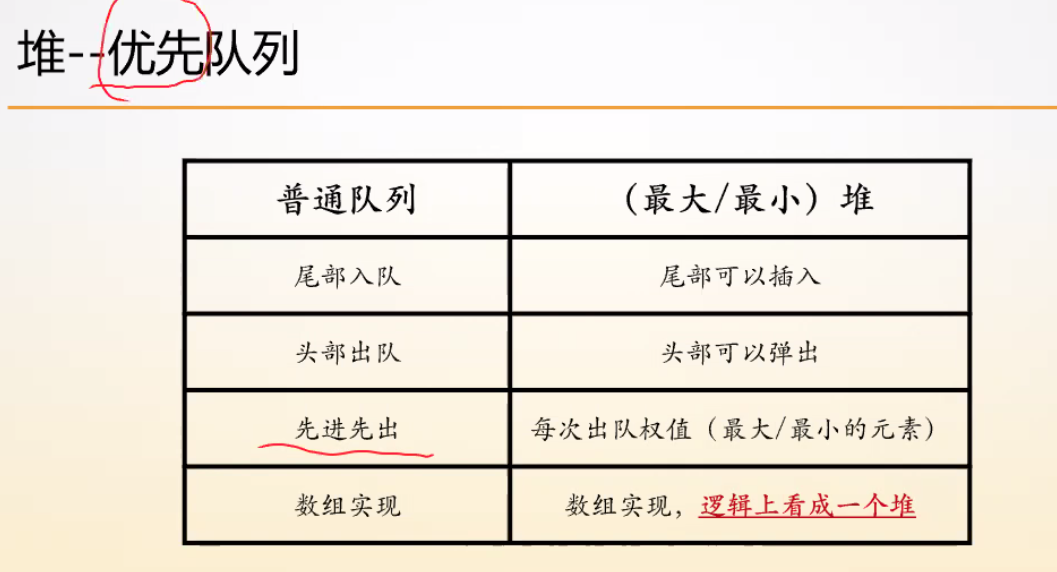 堆--优先队列
普通队列 （最大/最小）堆
尾部入队 尾部可以插入
头部出队 头部可以弹出
先进先出 每次出队权值（最大/最小的元素）
数组实现 数组实现，逻辑上看成一个堆